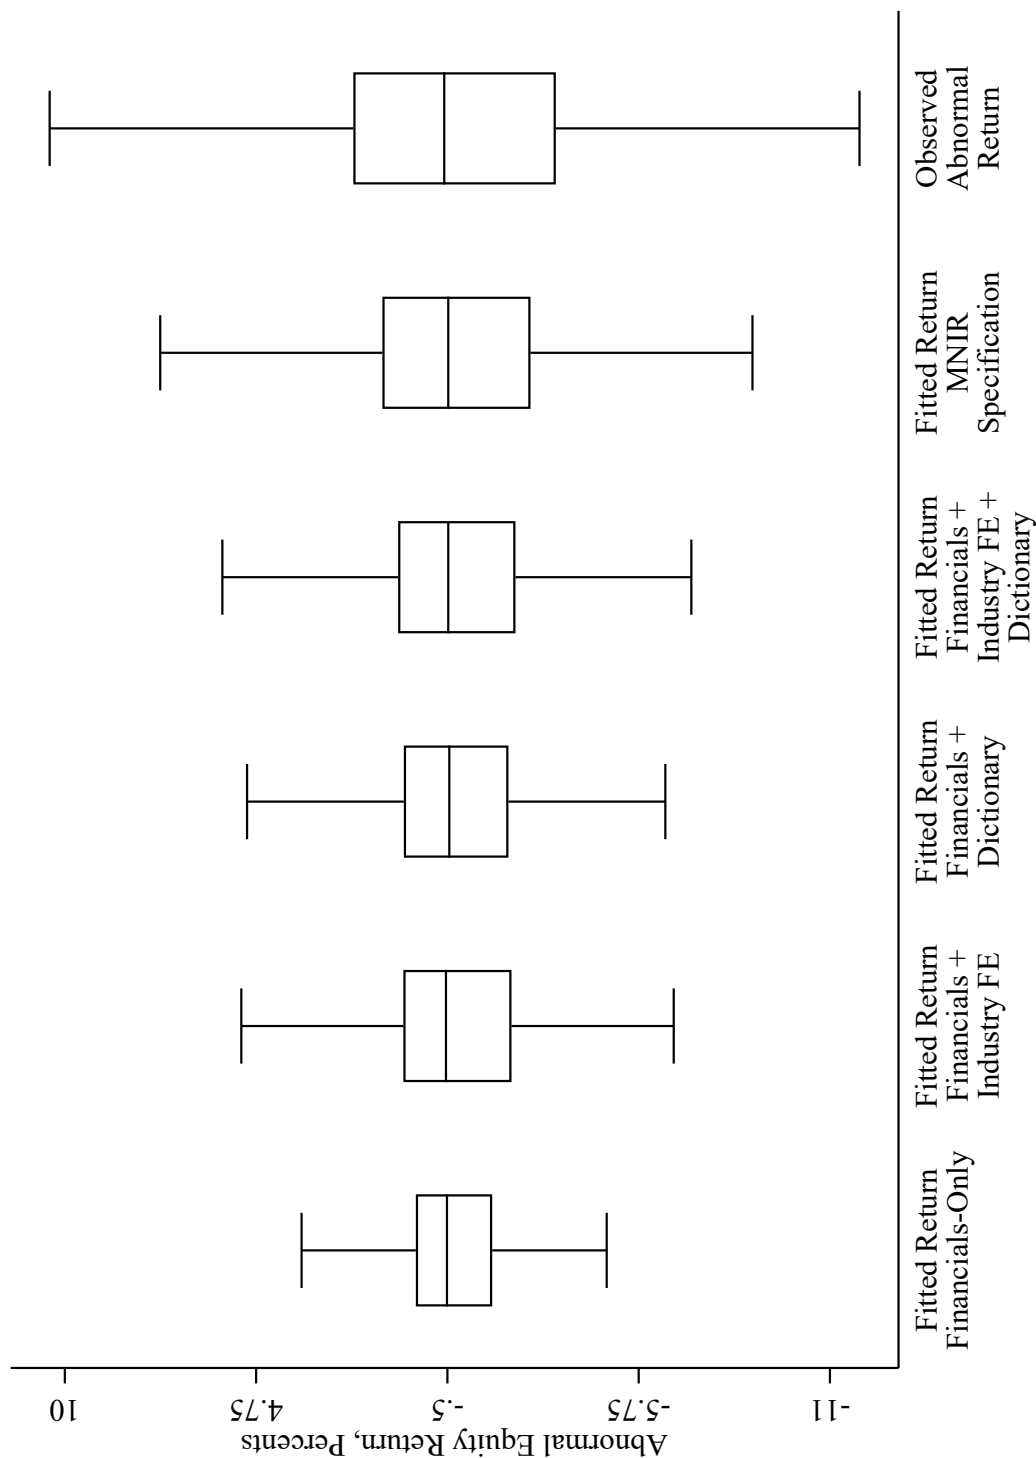 Abnormal Equity Return, Percents
10
4.75
-.5
-5.75
-11
Fitted Return
Financials-Only
Fitted Return
Financials +
Industry FE
Fitted Return
Financials +
Dictionary
Fitted Return
Financials +
Industry FE +
Dictionary
Fitted Return
MNIR
Specification
Observed
Abnormal
Return